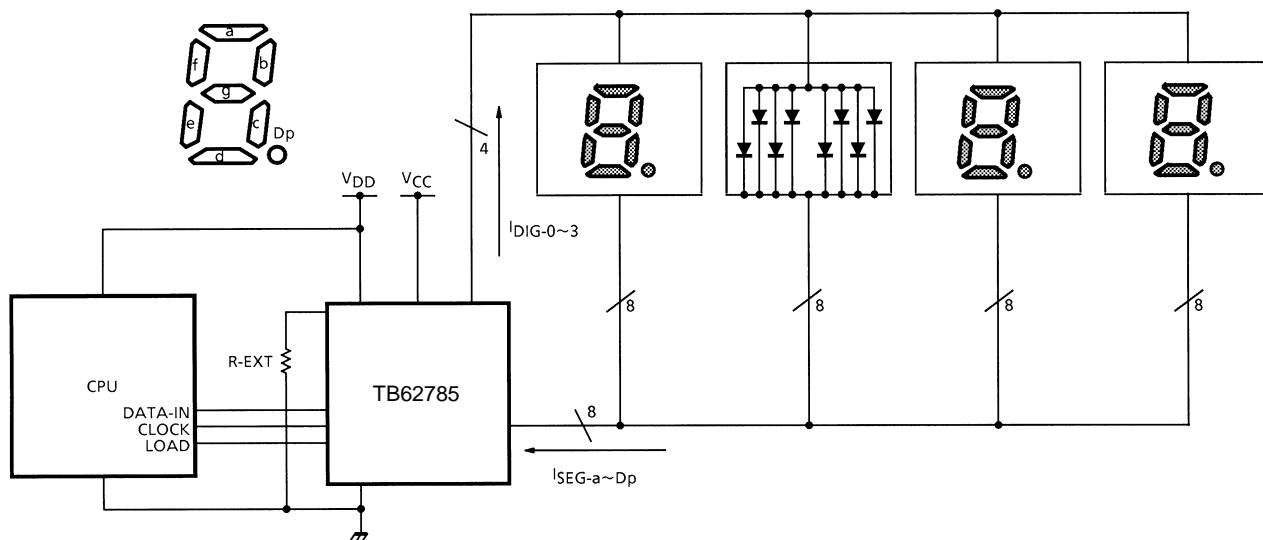 a
f
b
g
e
c
Dp
d
4
VDD
VCC
IDIG-0~3
8
8
8
8
R-EXT
CPU
TB62785
DATA-IN
CLOCK
LOAD
8
ISEG-a~Dp